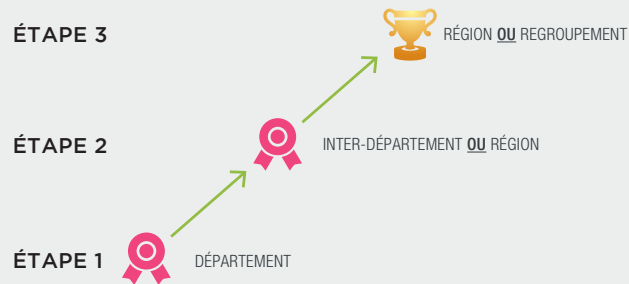 ÉTAPE 3
RÉGION OU REGROUPEMENT
ÉTAPE 2
INTER-DÉPARTEMENT OU RÉGION
ÉTAPE 1
DÉPARTEMENT